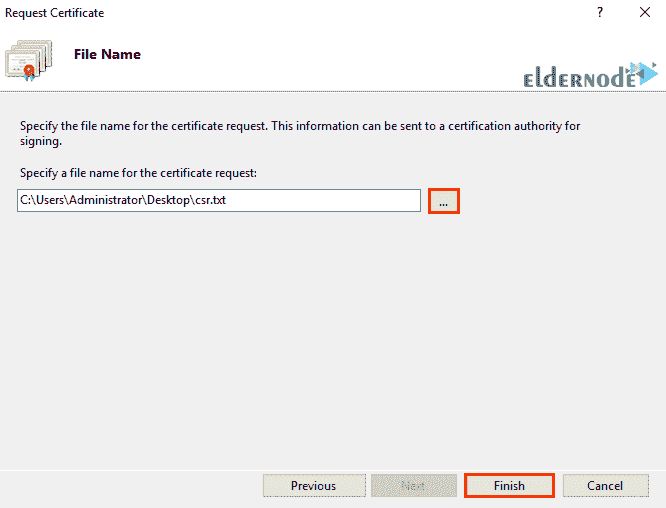 Request Certificate
?
File Name
eldernode
Specify the file name for the certificate request. This information can be sent to a certification authority for
signing.
Specify a file name for the certificate request:
C:\Users\Administrator\Desktop\csr.txt
...
Previous
Next
Finish
Cancel